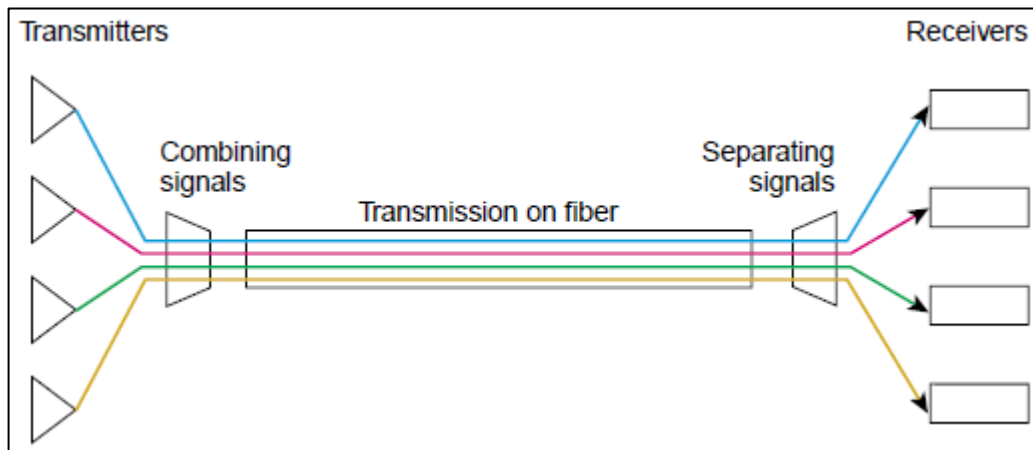 Transmitters
Receivers
Combining
signals
Separating
signals
Transmission on fiber